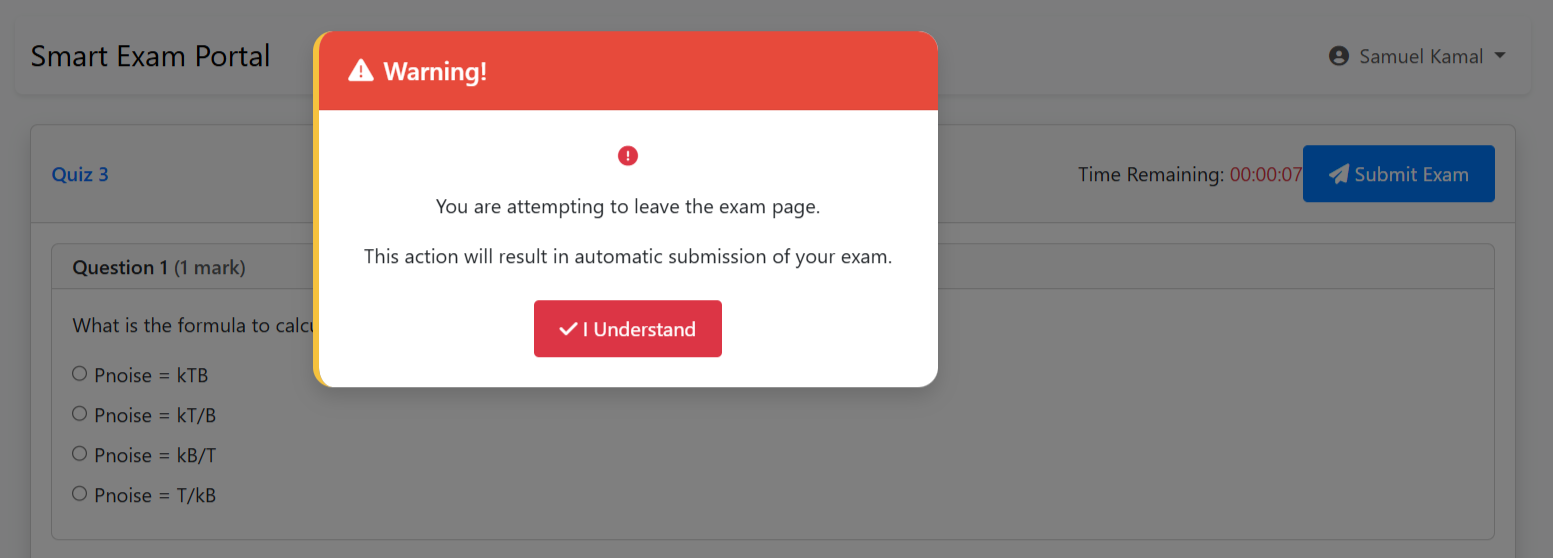 Smart Exam Portal
Samuel Kamal
Warning!
You are attempting to leave the exam page.
This action will result in automatic submission of your exam.
I Understand
Quiz 3
Time Remaining: 00:00:07
Submit Exam
Question 1 (1 mark)
What is the formula to
Pnoise = kTB
Pnoise = kT/B
Pnoise = kB/T
Pnoise = T/kB